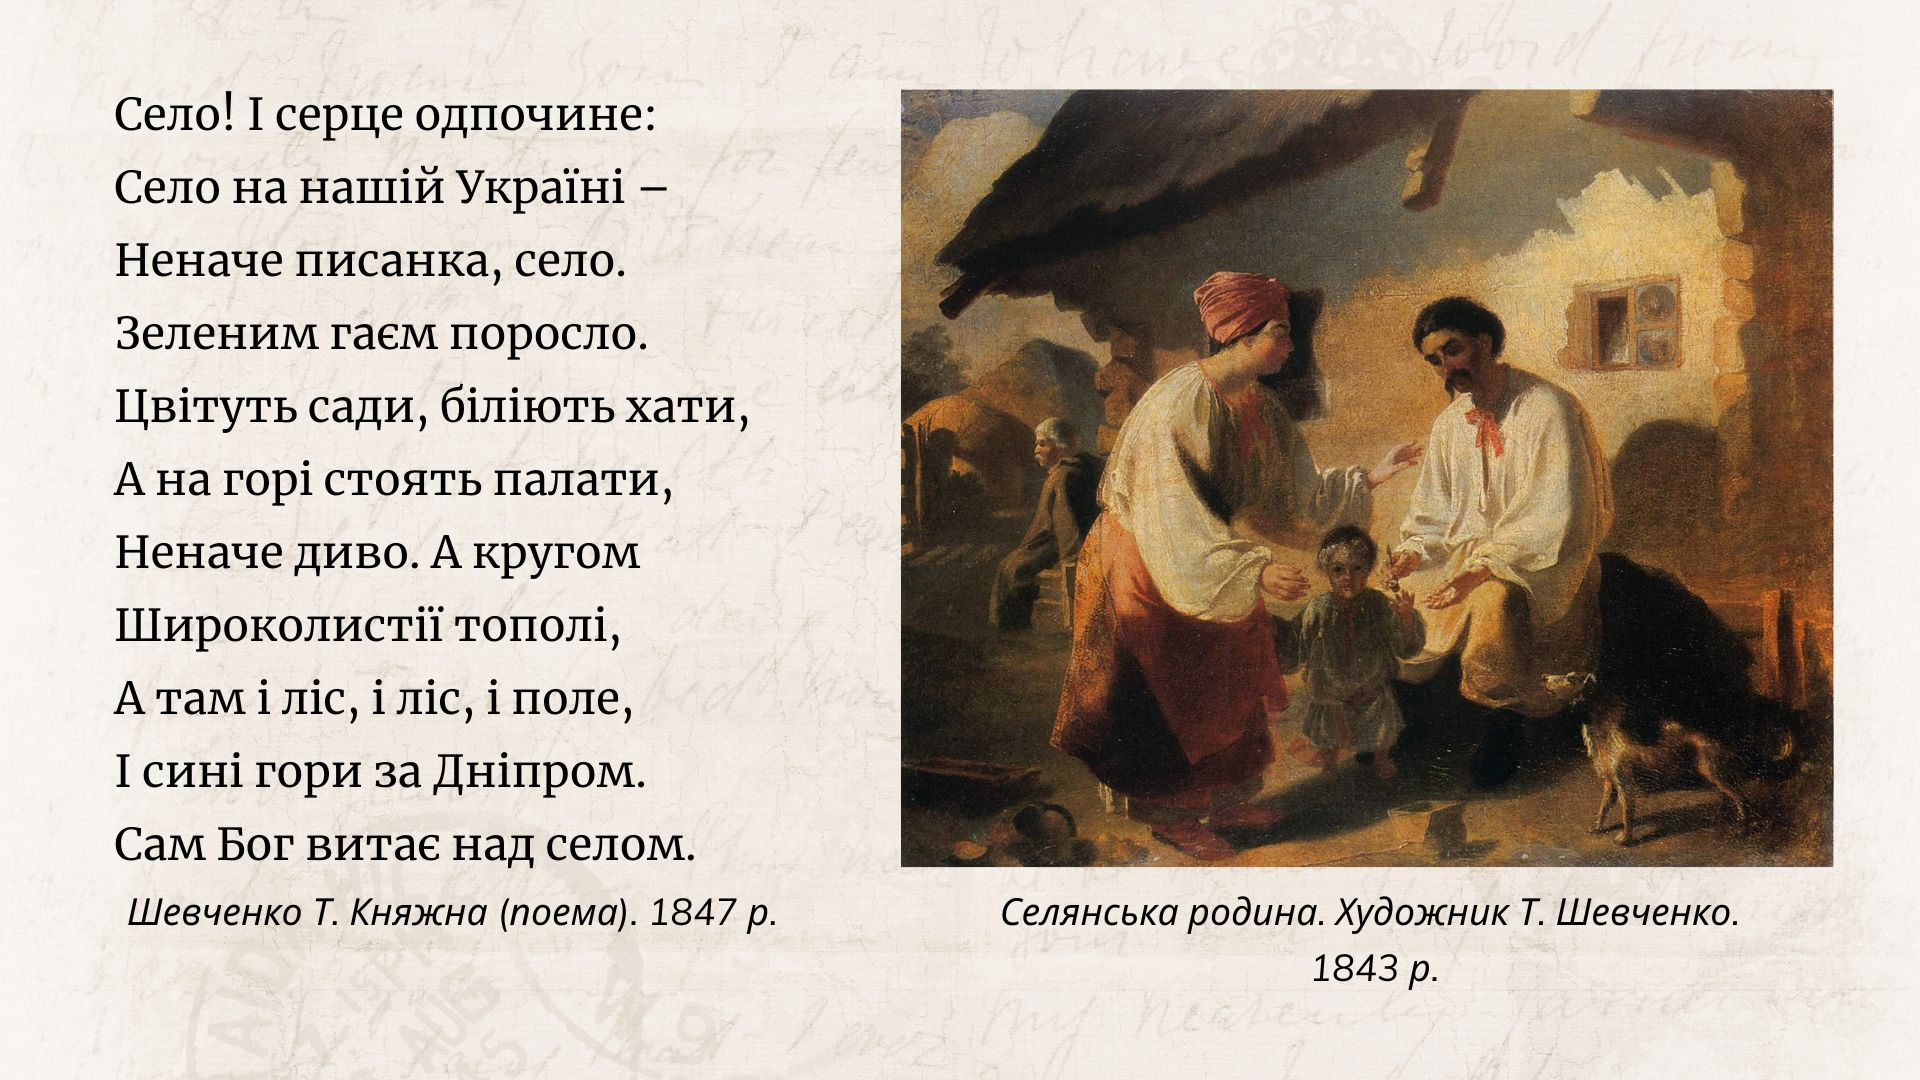 Село! І серце одпочине:
Село на нашій Україні –
Неначе писанка, село.
Зеленим гаєм поросло.
Цвітуть сади, біліють хати,
А на горі стоять палати,
Неначе диво. А кругом
Широколистії тополі,
А там і ліс, і ліс, і поле,
І сині гори за Дніпром.
Сам Бог витає над селом.
Шевченко Т. Княжна (поема). 1847 р.
Селянська родина. Художник Т. Шевченко.
1843 р.